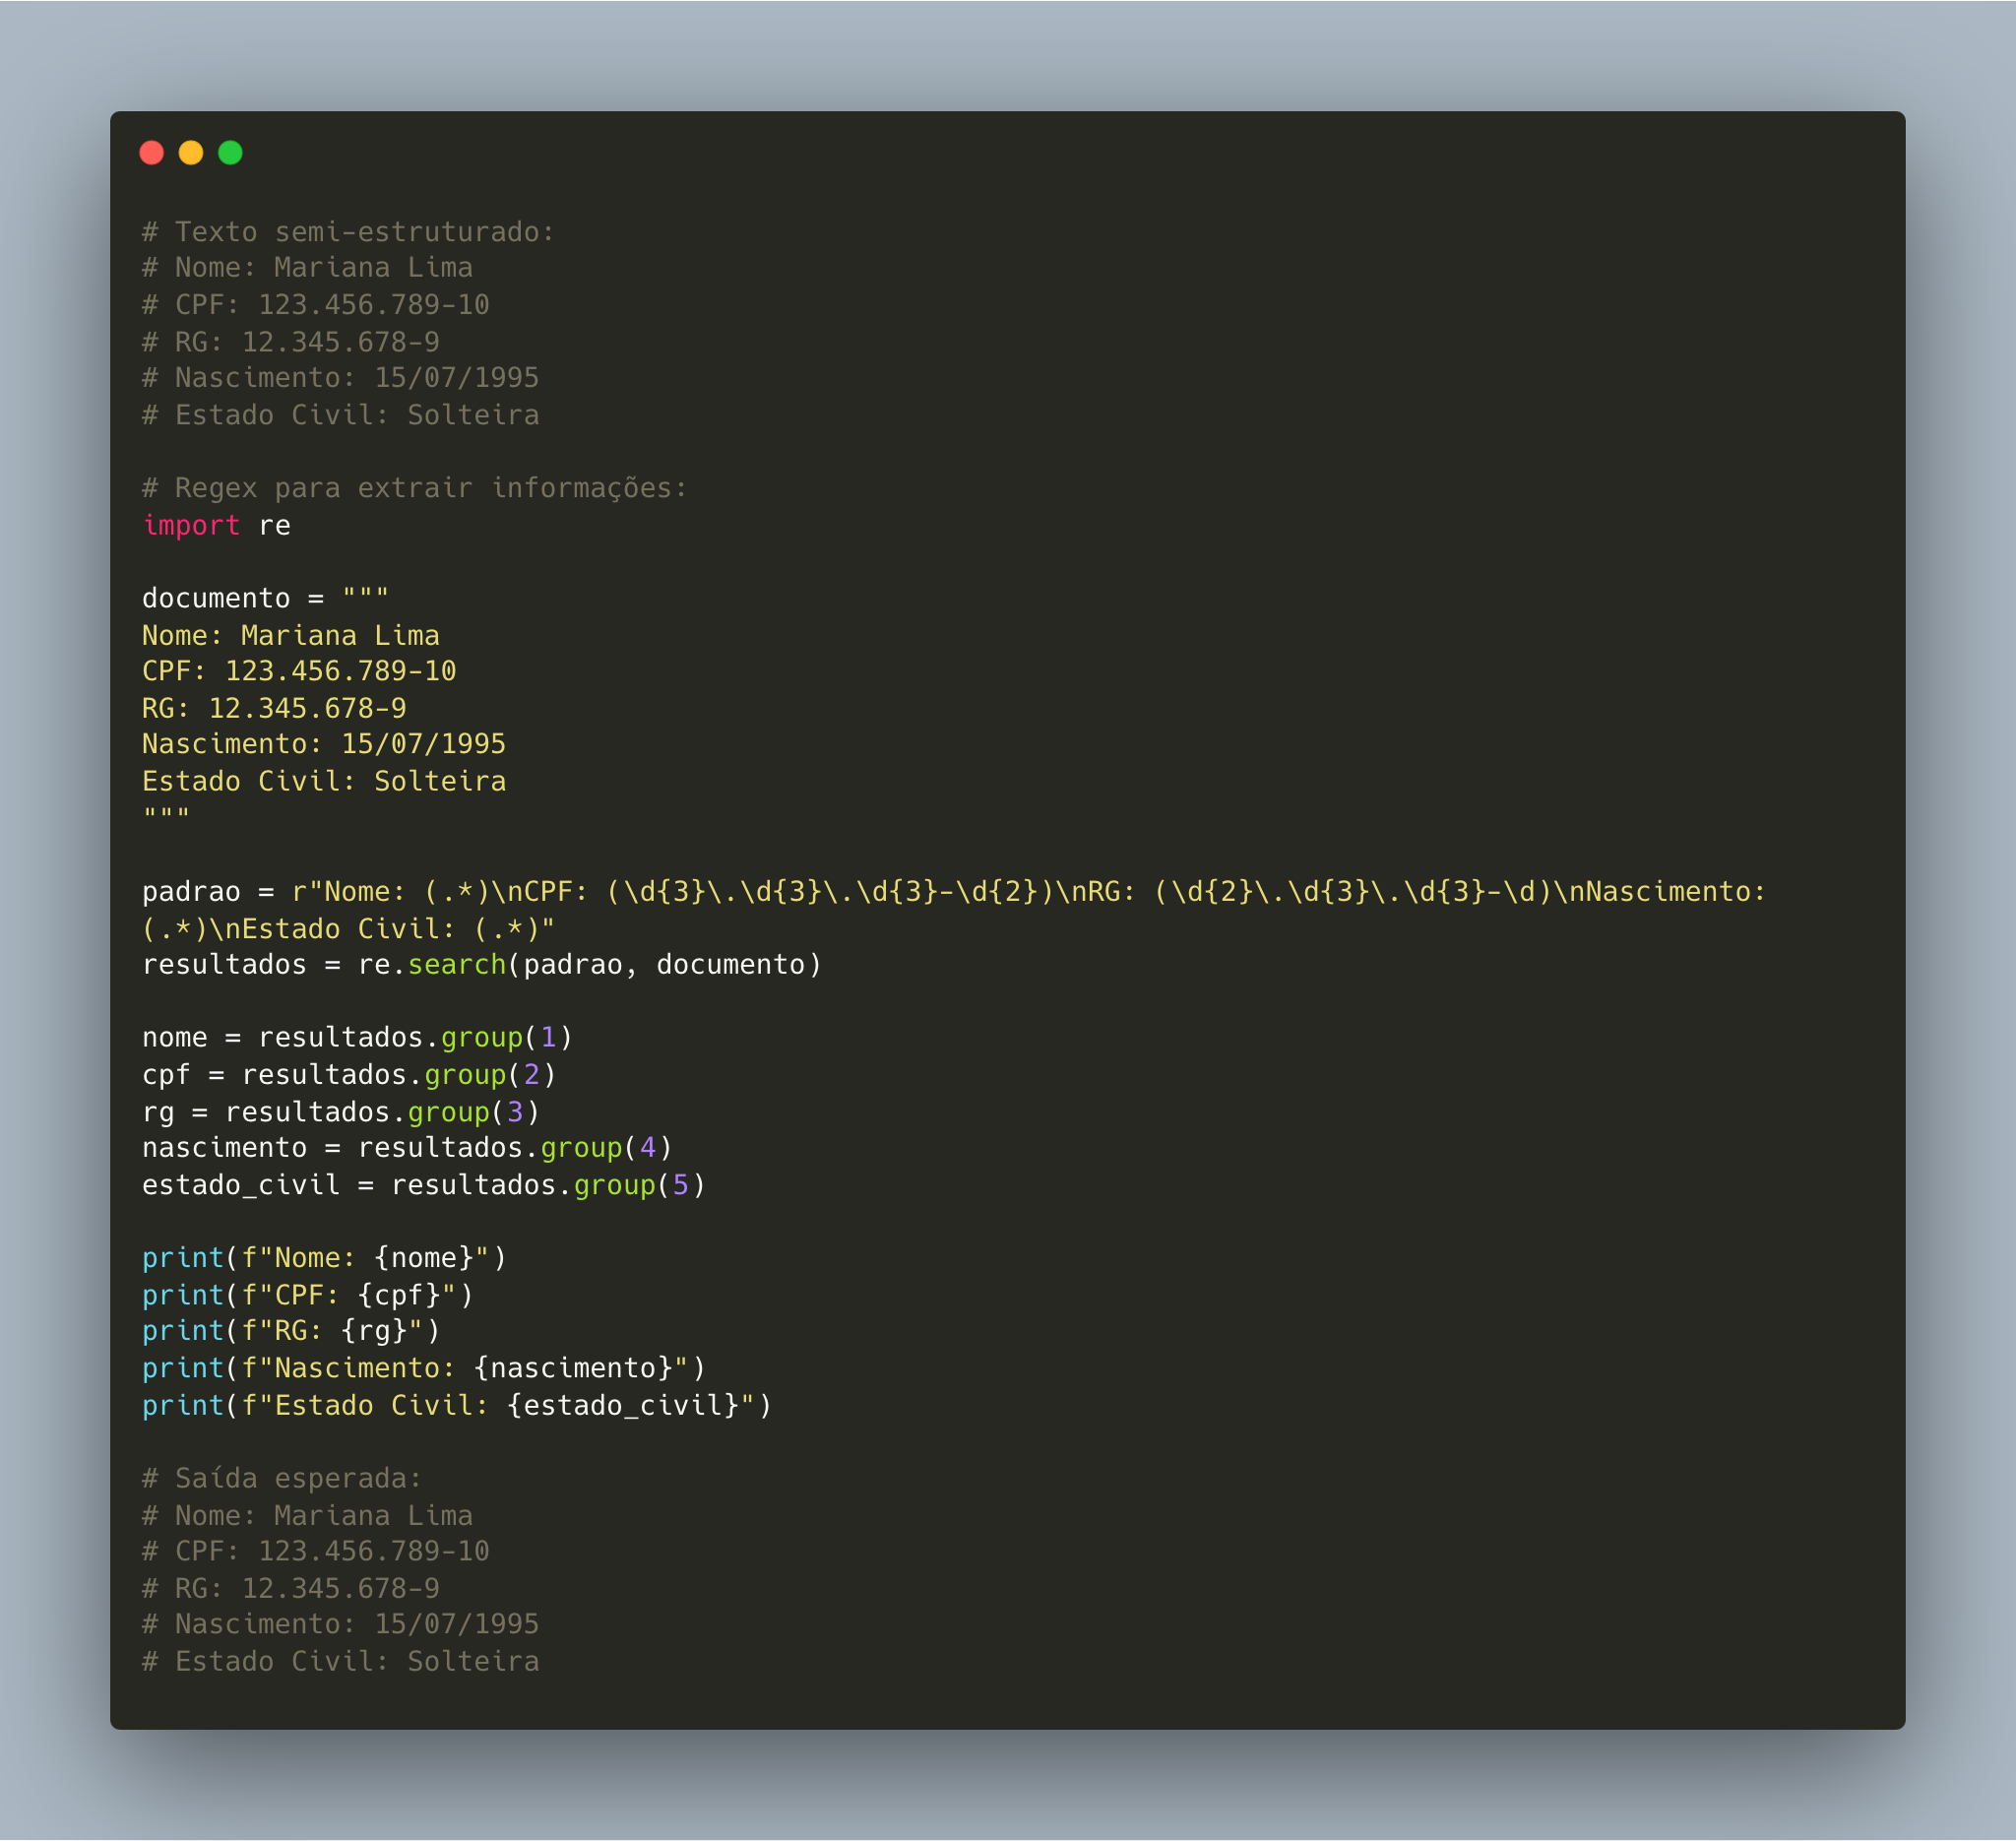 # Texto semi-estruturado:
# Nome: Mariana Lima
# CPF: 123.456.789-10
# RG: 12.345.678-9
# Nascimento: 15/07/1995
# Estado Civil: Solteira
# Regex para extrair informações:
import re
documento = """
Nome: Mariana Lima
CPF: 123.456.789-10
RG: 12.345.678-9
Nascimento: 15/07/1995
Estado Civil: Solteira
"""
padrao = r"Nome: (.*)\nCPF: (\d{3}\.\d{3}\.\d{3}-\d{2})\nRG: (\d{2}\.\d{3}\.\d{3}-\d)\nNascimento:
(.*)\nEstado Civil: (.*)"
resultados = re.search(padrao, documento)
nome = resultados.group(1)
cpf = resultados.group(2)
rg = resultados.group(3)
nascimento = resultados.group(4)
estado_civil = resultados.group(5)
print(f"Nome: {nome}")
print(f"CPF: {cpf}")
print(f"RG: {rg}")
print(f"Nascimento: {nascimento}")
print(f"Estado Civil: {estado_civil}")
# Saída esperada:
# Nome: Mariana Lima
# CPF: 123.456.789-10
# RG: 12.345.678-9
# Nascimento: 15/07/1995
# Estado Civil: Solteira